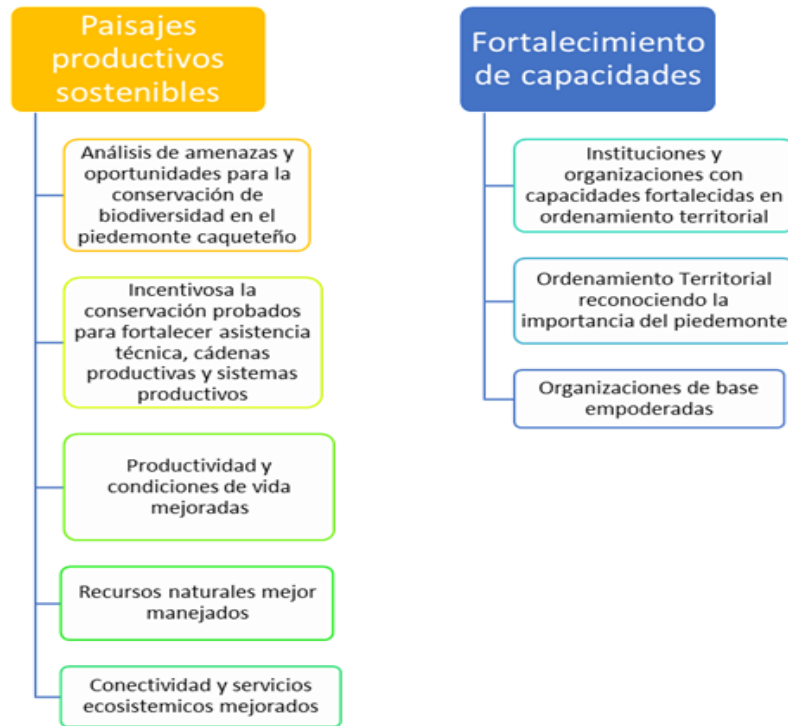 Paisajes
productivos
sostenibles
Análisis de amenazas y
oportunidades para la
conservación de
biodiversidad en el
piedemonte caqueteño
Incentivosa la
conservación probados
para fortalecer asistencia
técnica, cádenas
productivas y sistemas
productivos
Productividad y
condiciones de vida
mejoradas
Recursos naturales mejor
manejados
Conectividad y servicios
ecosistemicos mejorados
Fortalecimiento
de capacidades
Instituciones y
organizaciones con
capacidades fortalecidas en
ordenamiento territorial
Ordenamiento Territorial
reconociendo la
importancia del piedemonte
Organizaciones de base
empoderadas